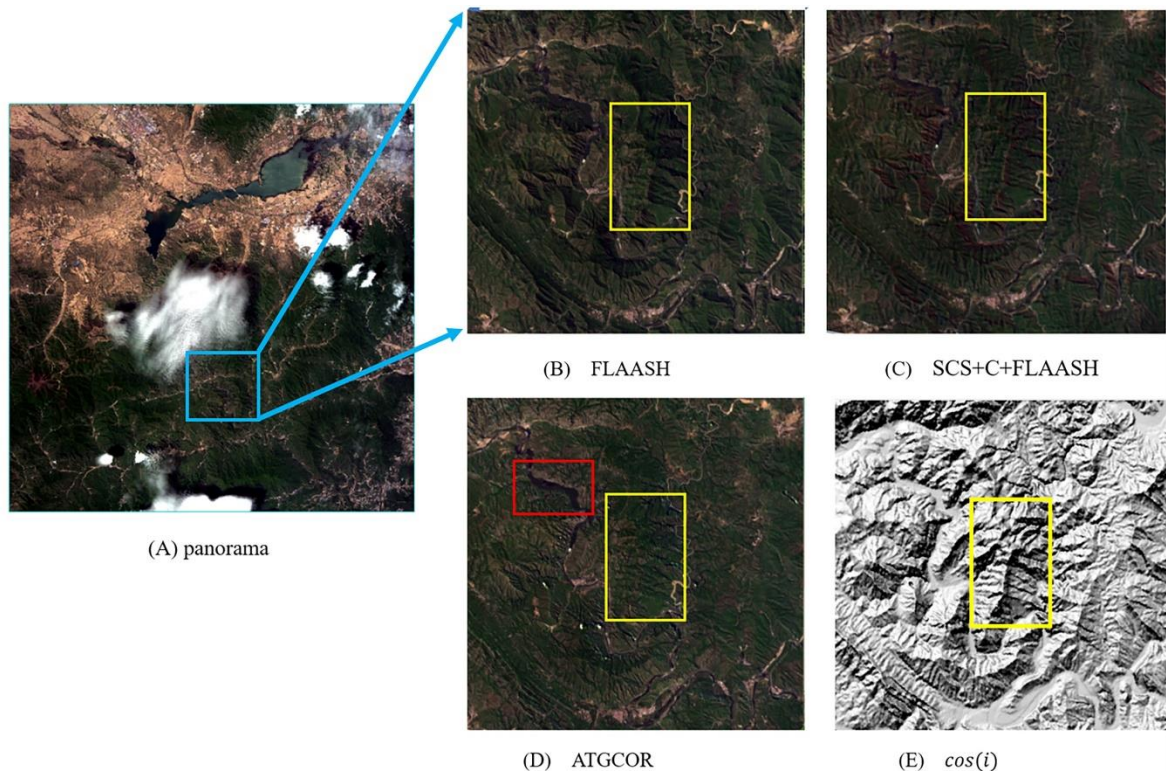 (A) panorama
(B) FLAASH
(C) SCS+C+FLAASH
(D) ATGCOR
(E) cos(i)